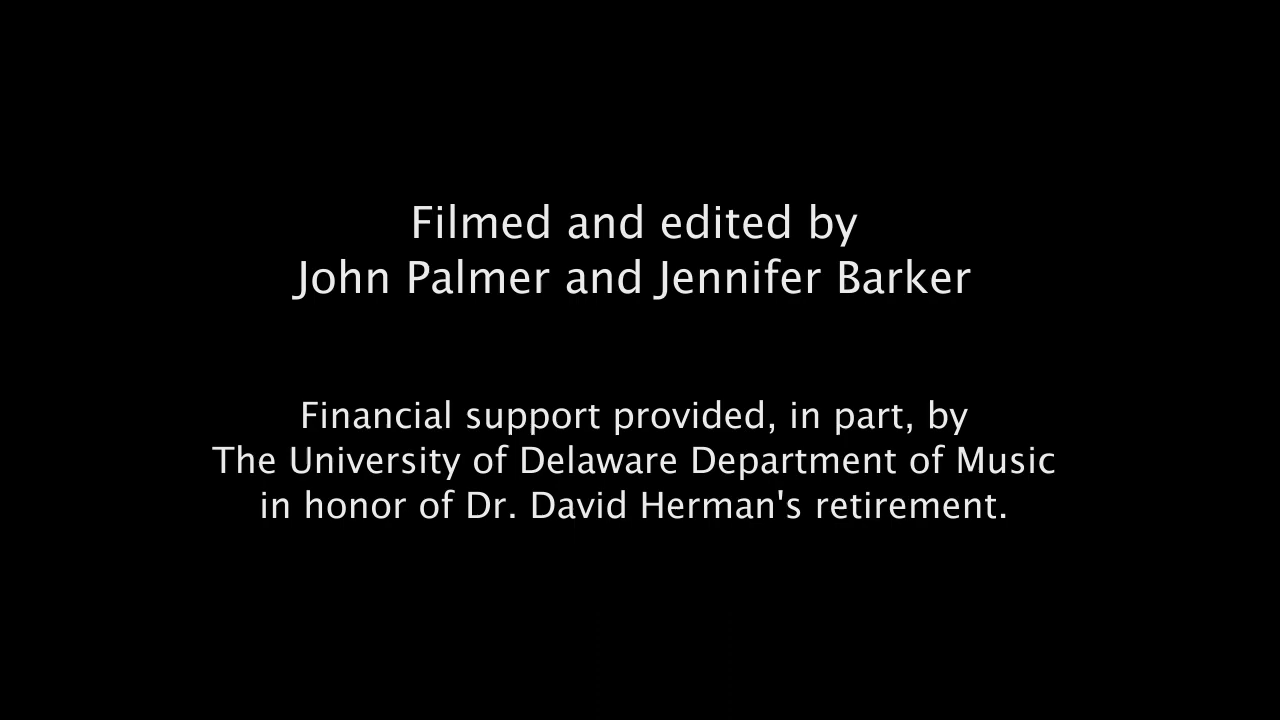 Filmed and edited by
John Palmer and Jennifer Barker
Financial support provided, in part, by
The University of Delaware Department of Music
in honor of Dr. David Herman's retirement.